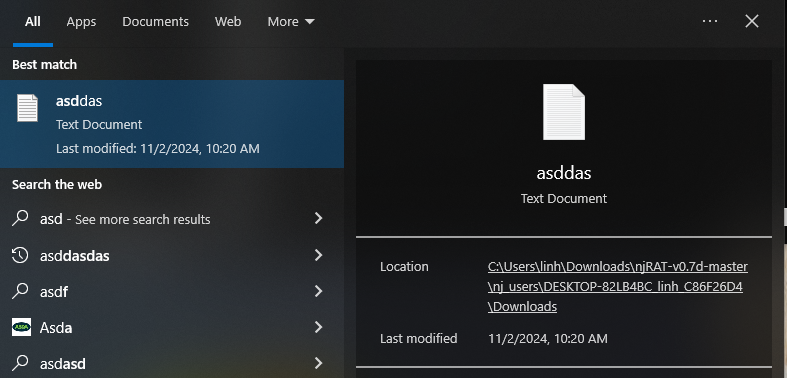 All Apps Documents Web More
Best match
asddas
Text Document
Last modified: 11/2/2024, 10:20 AM
Search the web
asd - See more search results
asddasdas
asdf
ASDA Asda
asdasd
asddas
Text Document
Location C:\Users\linh\Downloads\njRAT-v0.7d-master
\nj_users\DESKTOP-82LB4BC_linh_C86F26D4
\Downloads
Last modified 11/2/2024, 10:20 AM